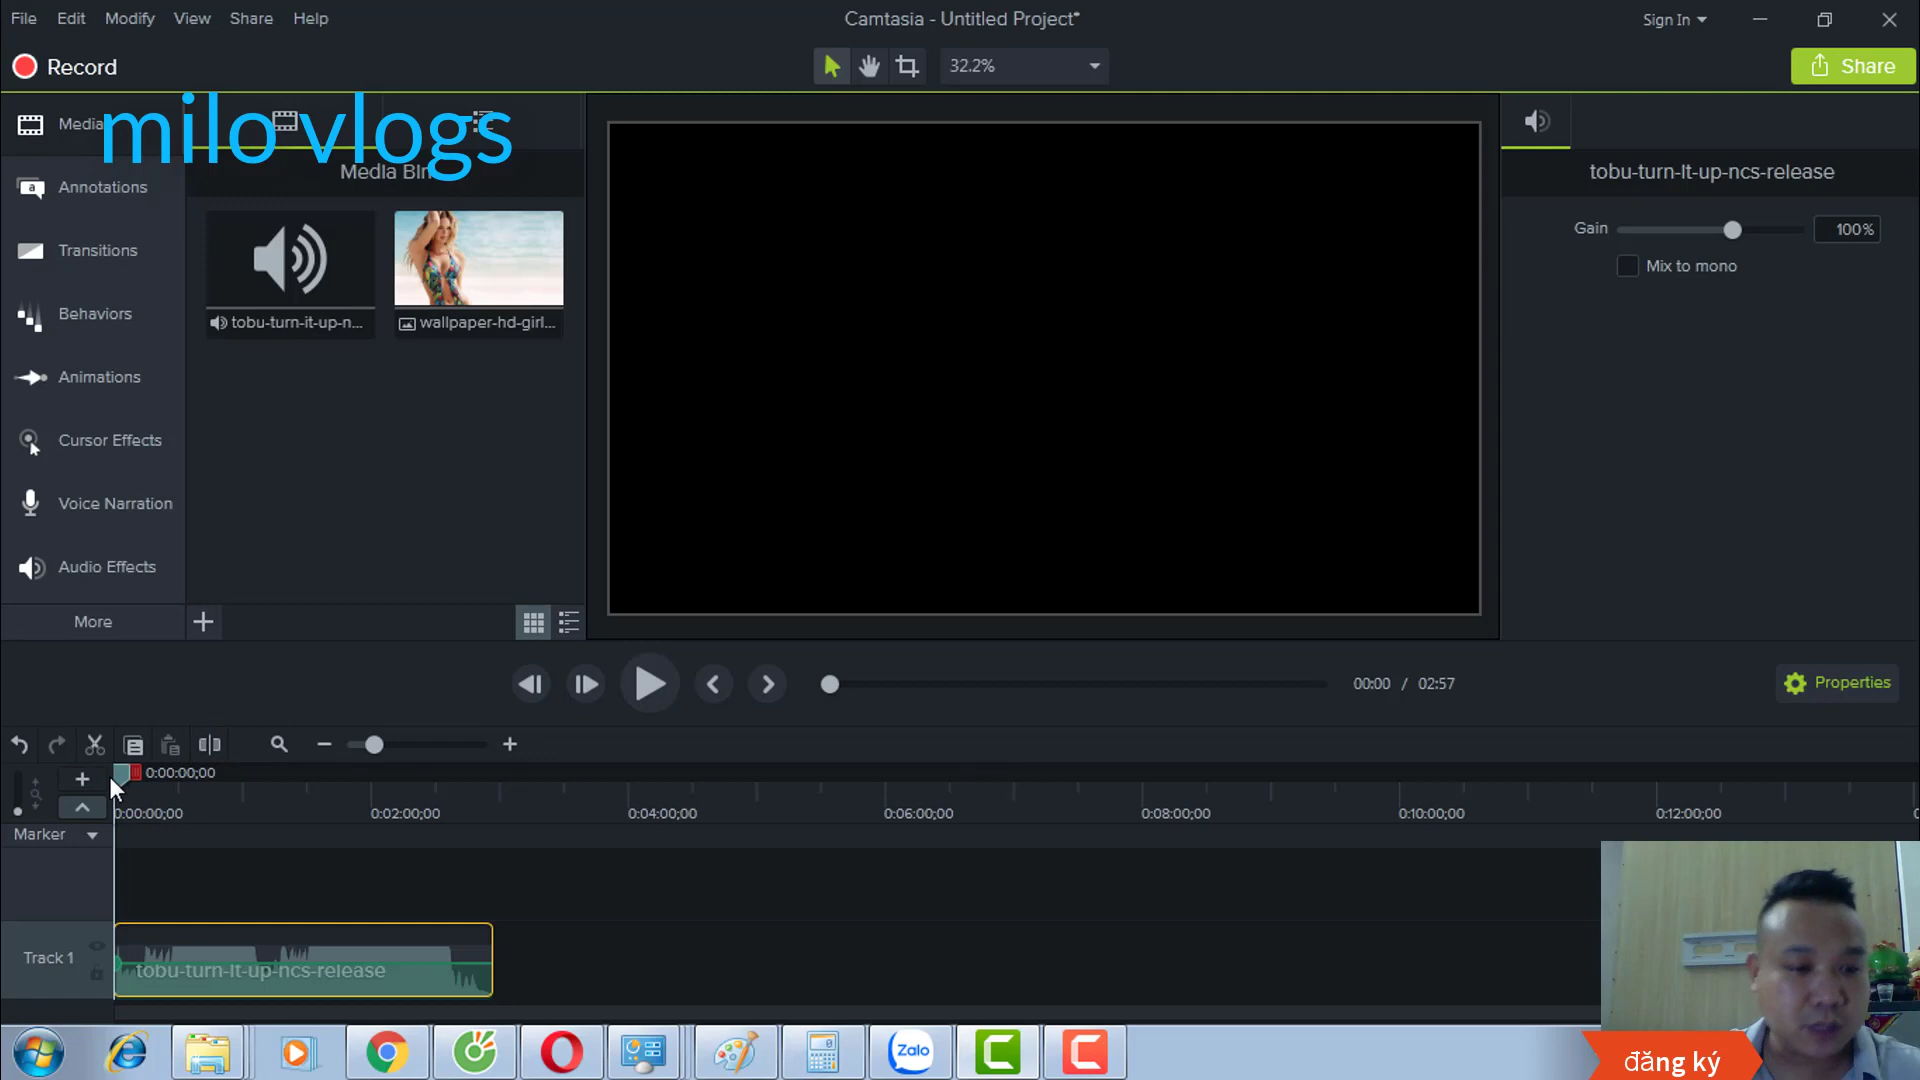 File Edit Modify View Share Help
Camtasia - Untitled Project*
Sign In
Record
32.2%
Share
Media
milo vlogs
Media Bin
tobu-turn-It-up-ncs-release
Annotations
Transitions
Behaviors
Animations
Cursor Effects
Voice Narration
Audio Effects
More
tobu-turn-it-up-n...
wallpaper-hd-girl...
Gain
100%
Mix to mono
00:00 / 02:57
Properties
0:00:00;00
0:00:00;00 0:02:00;00 0:04:00;00 0:06:00;00 0:08:00;00 0:10:00;00 0:12:00;00
Marker
Track 1
tobu-turn-It-up-ncs-release
Zalo
đăng ký